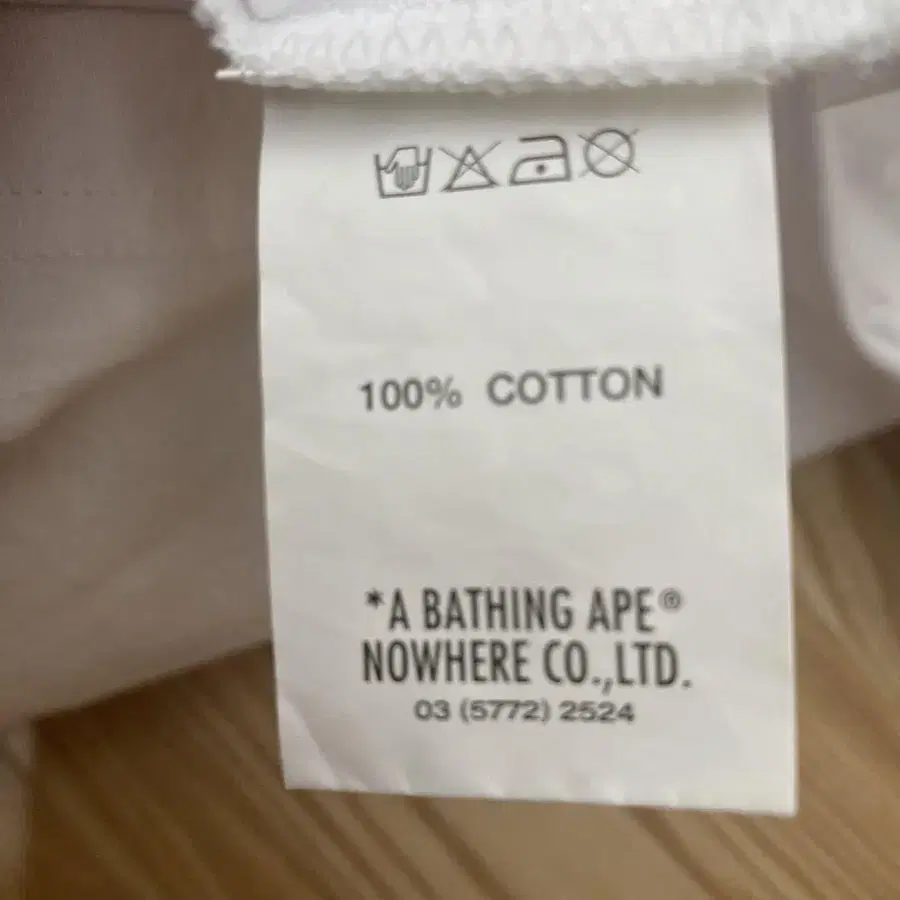 100% COTTON
*A BATHING APE®
NOWHERE CO.,LTD.
03 (5772) 2524